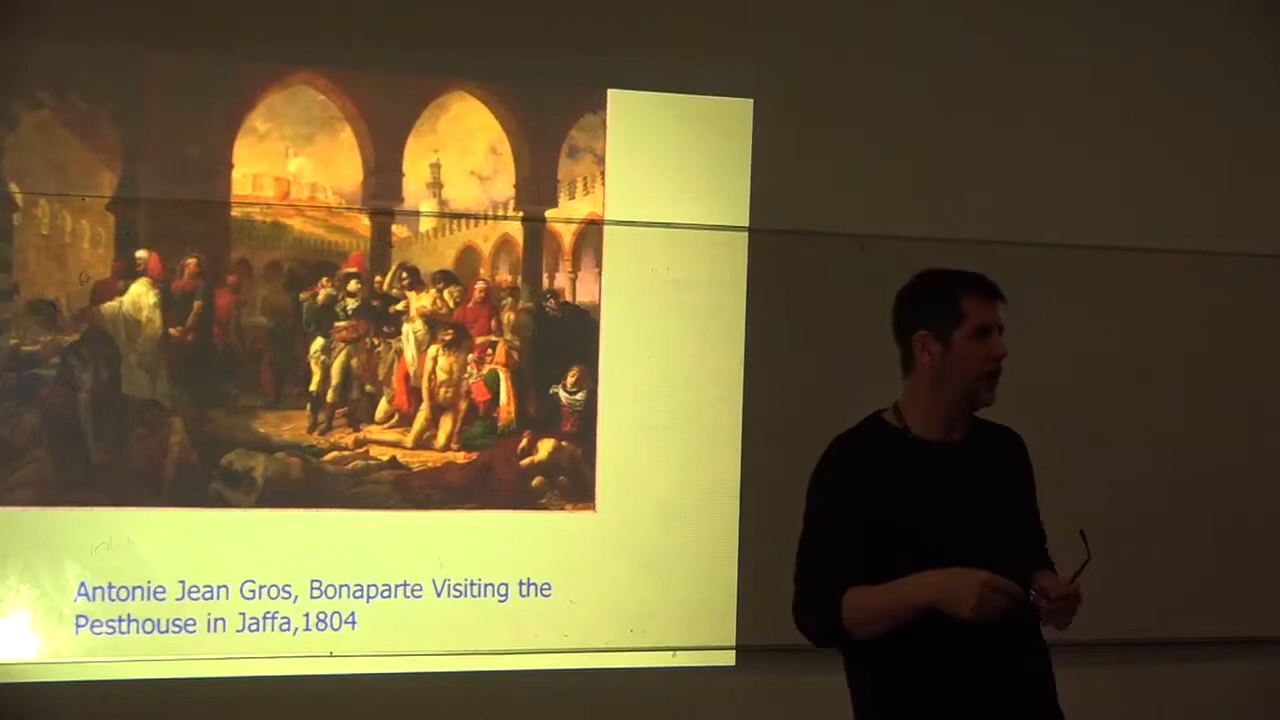 Antonie Jean Gros, Bonaparte Visiting the
Pesthouse in Jaffa,1804